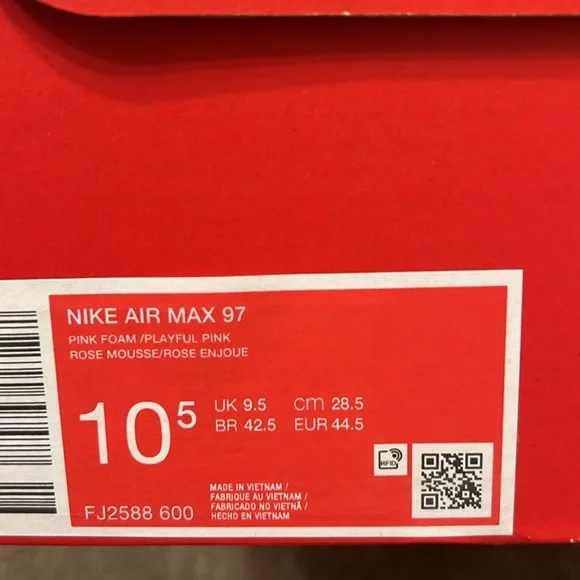 NIKE AIR MAX 97
PINK FOAM /PLAYFUL PINK
ROSE MOUSSE/ROSE ENJOUE
10⁵
UK 9.5 cm 28.5
BR 42.5 EUR 44.5
RFID
MADE IN VIETNAM /
FABRIQUE AU VIETNAM /
FABRICADO NO VIETNÃ /
HECHO EN VIETNAM
FJ2588 600